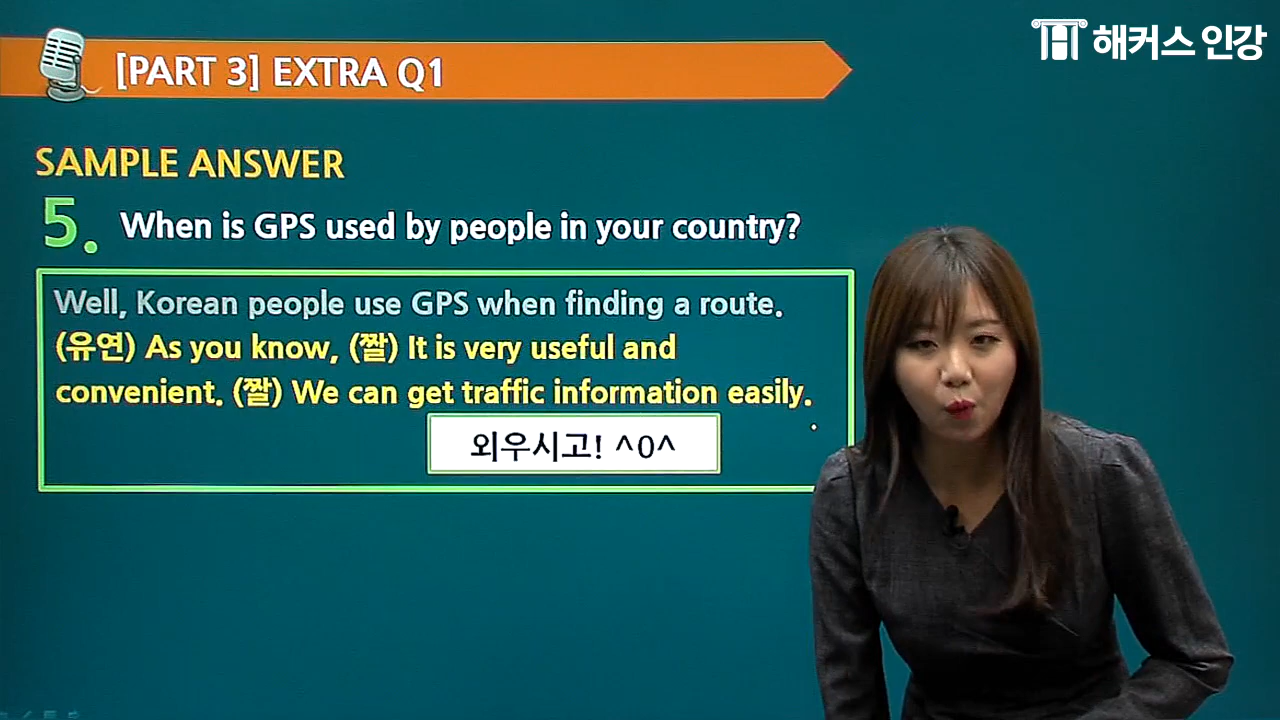 해커스 인강
[PART 3] EXTRA Q1
SAMPLE ANSWER
5. When is GPS used by people in your country?
Well, Korean people use GPS when finding a route.
(유연) As you know, (짤) It is very useful and
convenient. (짤) We can get traffic information easily.
외우시고! ^0^